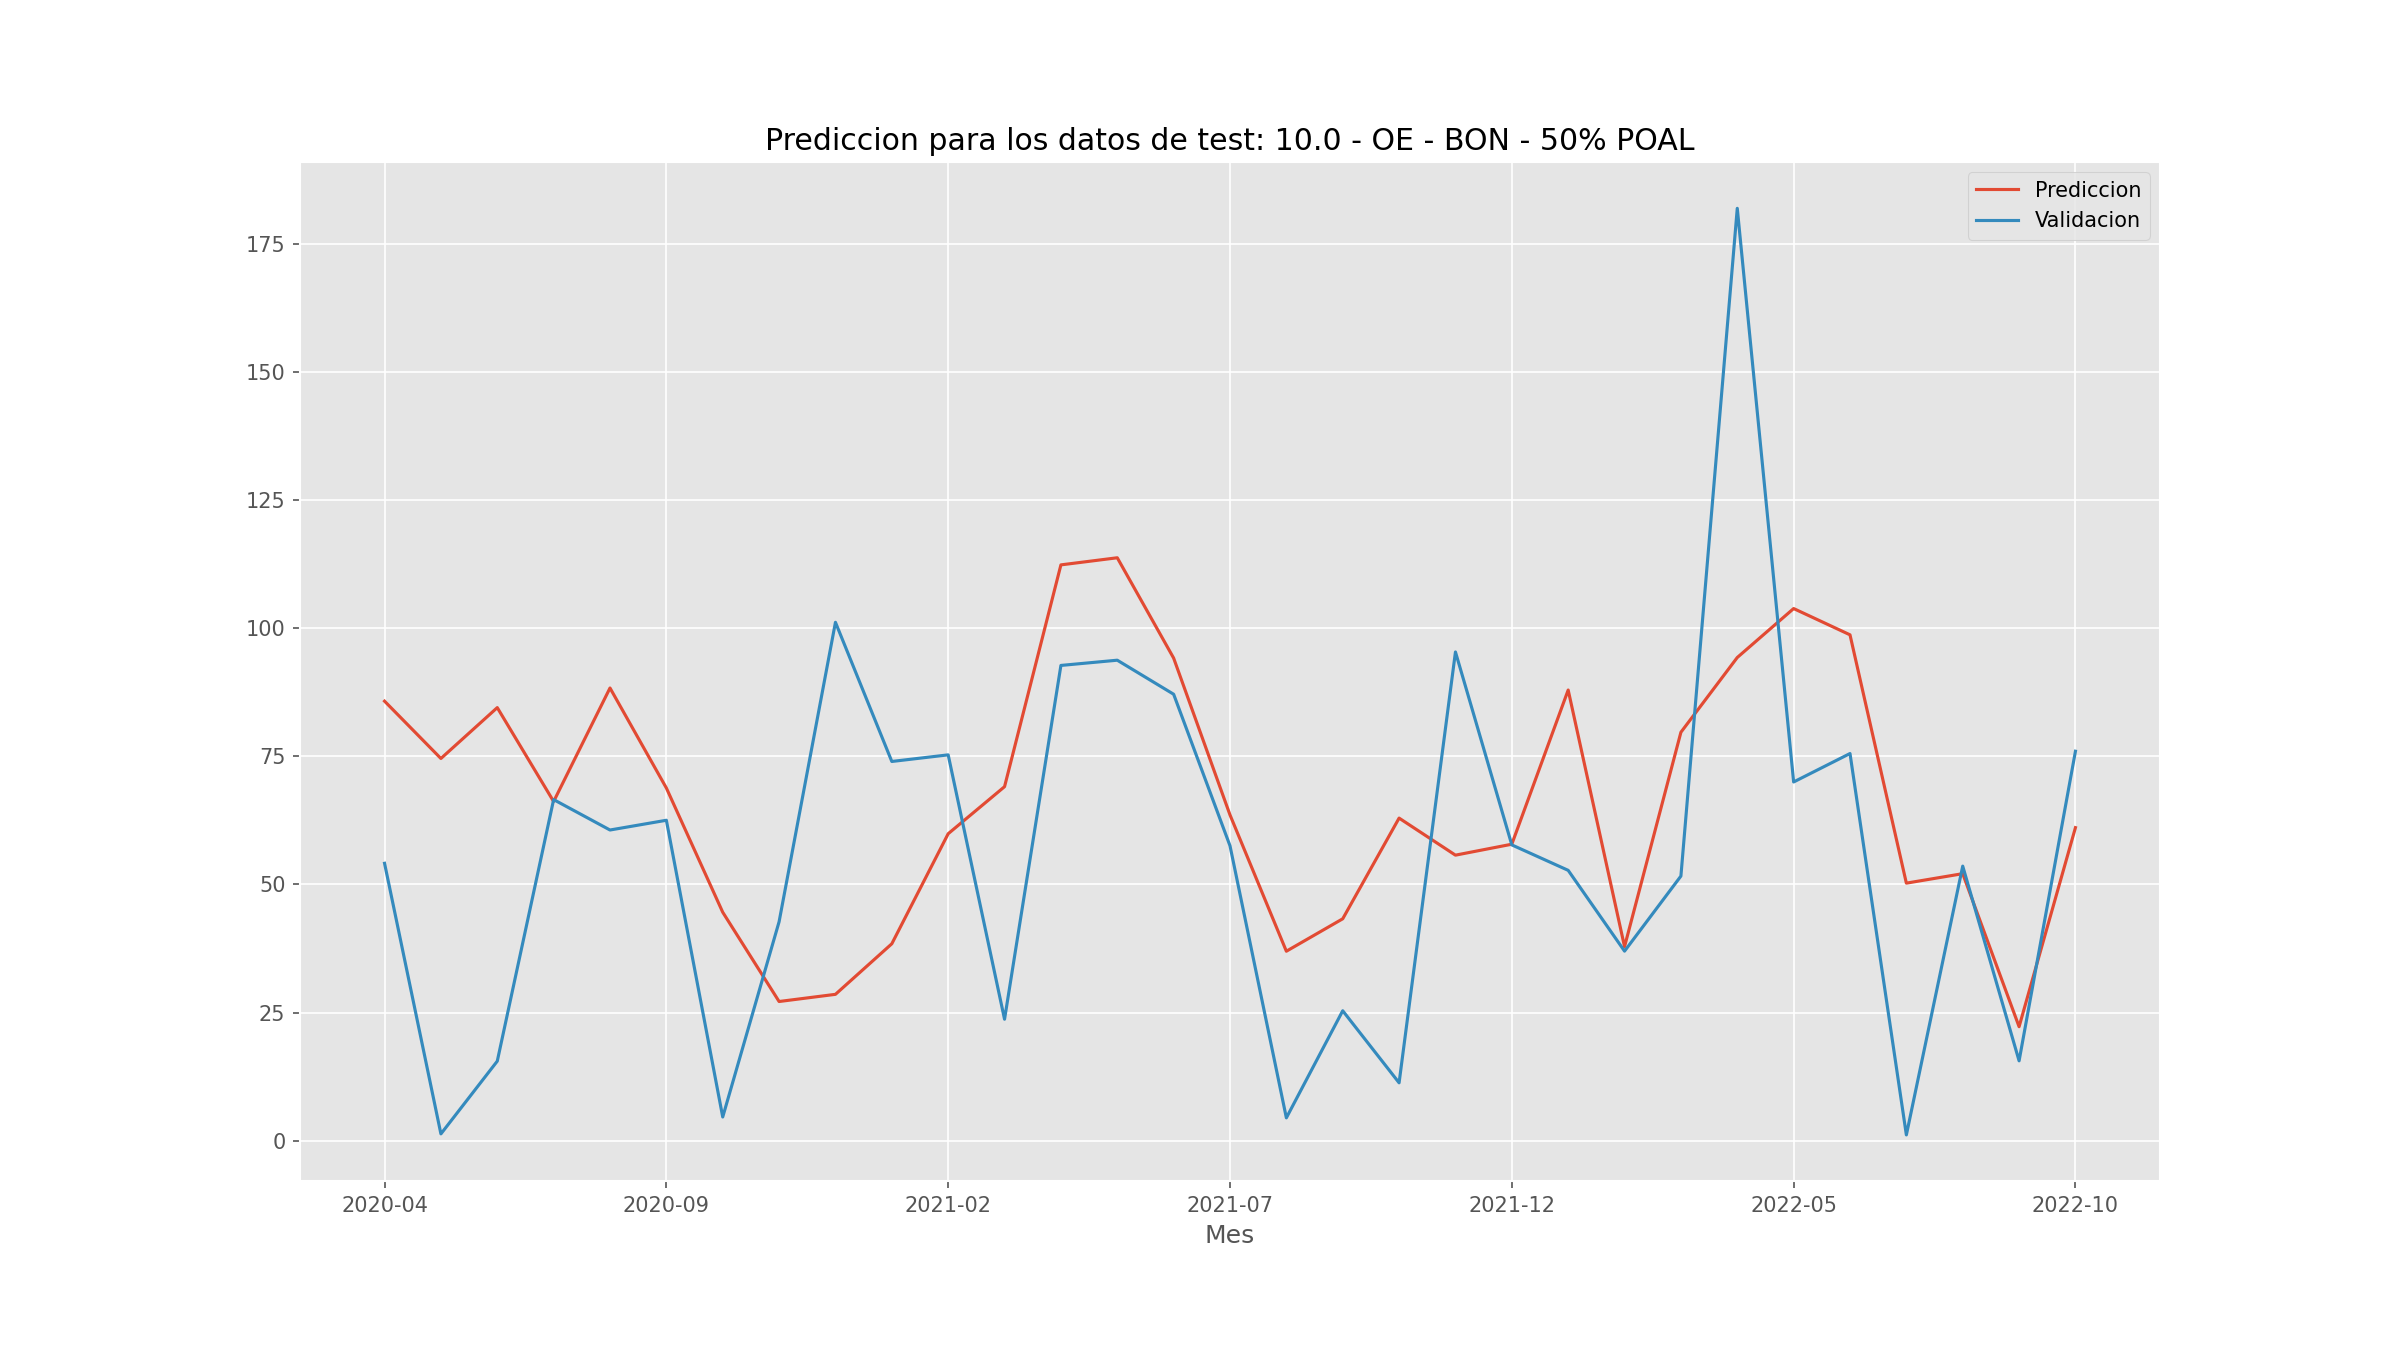 Prediccion para los datos de test: 10.0 - OE - BON - 50% POAL
Prediccion
Validacion
175
150
125
100
75
50
25
0
2020-04 2020-09 2021-02 2021-07 2021-12 2022-05 2022-10
Mes